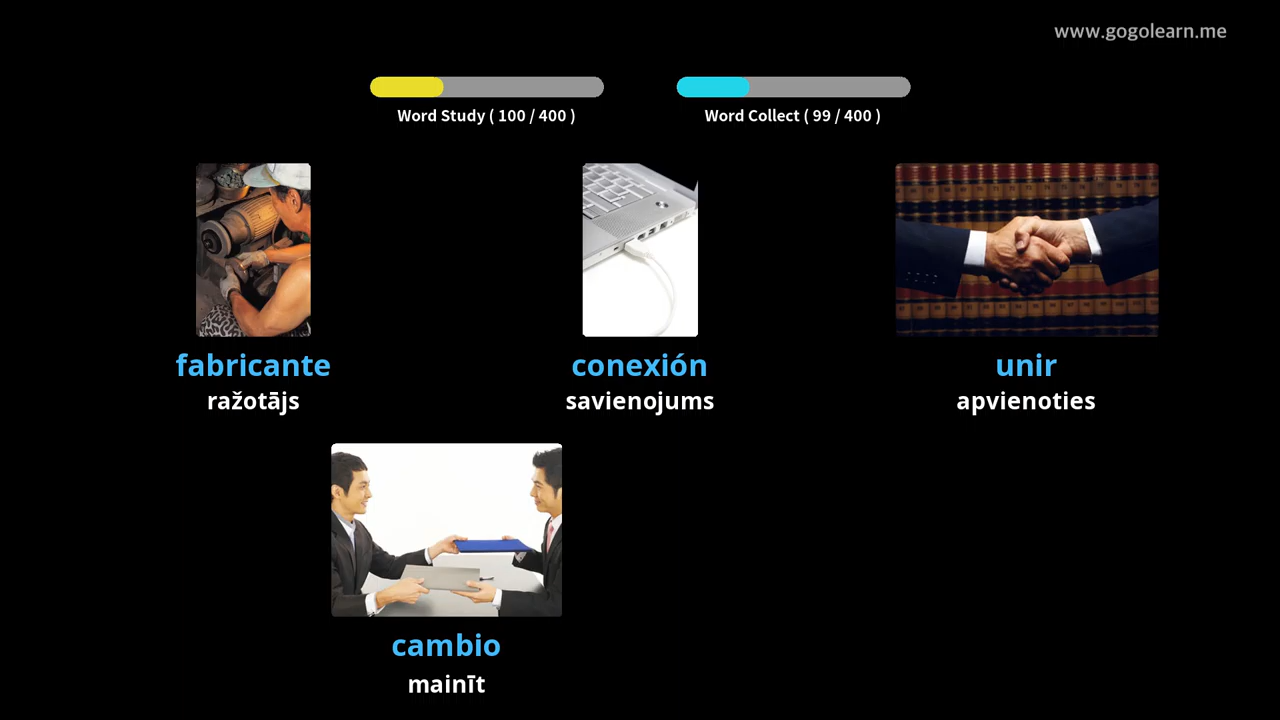 www.gogolearn.me
Word Study ( 100 / 400 )
Word Collect ( 99 / 400 )
fabricante
ražotājs
conexión
savienojums
unir
apvienoties
cambio
mainīt